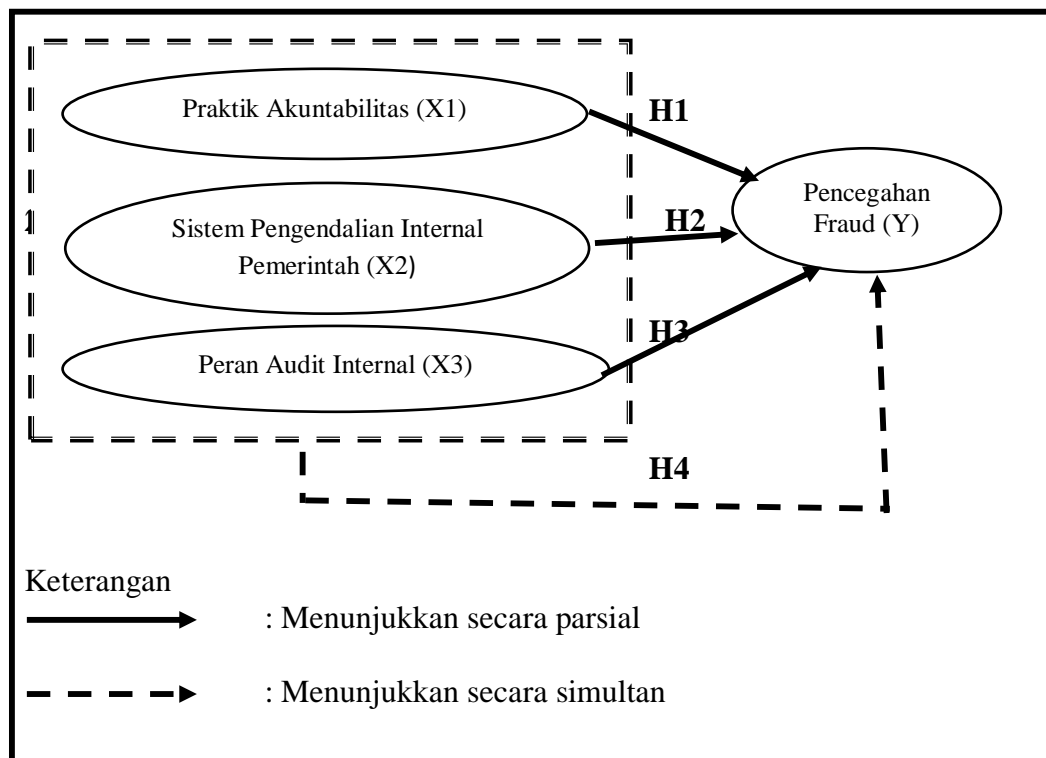 Praktik Akuntabilitas (X1)
H1
Pencegahan
Fraud (Y)
Sistem Pengendalian Internal
Pemerintah (X2)
H2
H3
Peran Audit Internal (X3)
H4
Keterangan
: Menunjukkan secara parsial
: Menunjukkan secara simultan